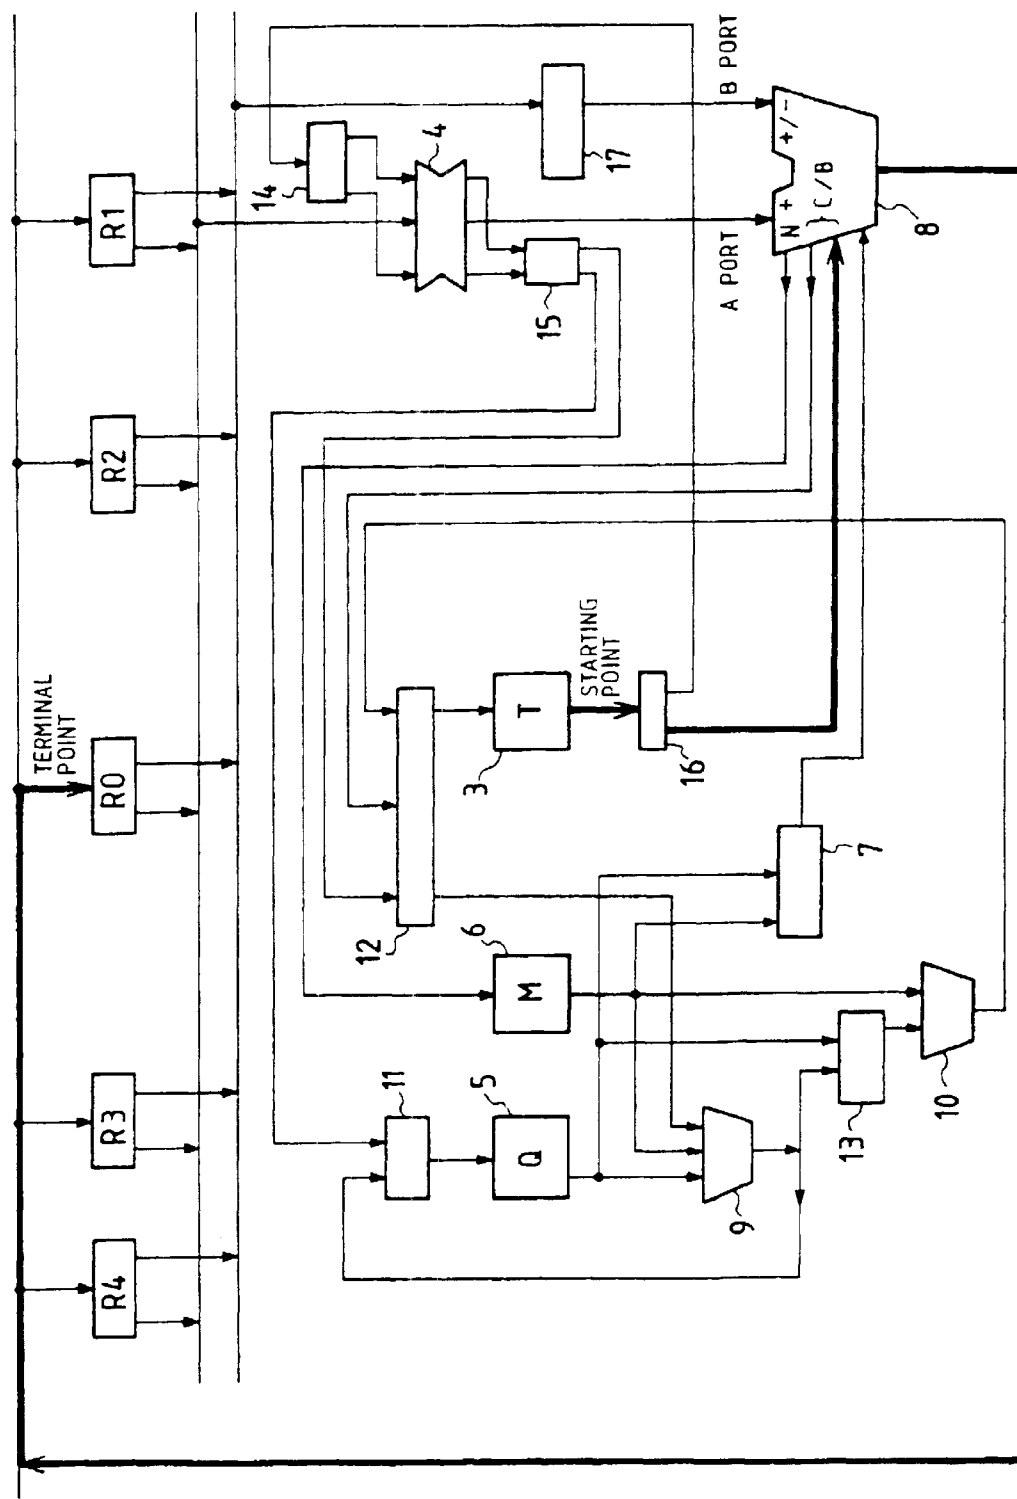 TERMINAL
POINT
R4
R3
R0
R2
R1
14
4
17
15
11
12
5
Q
6
M
3
T
STARTING
POINT
16
A PORT
B PORT
N
+
+/-
} C/B
8
9
13
7
10